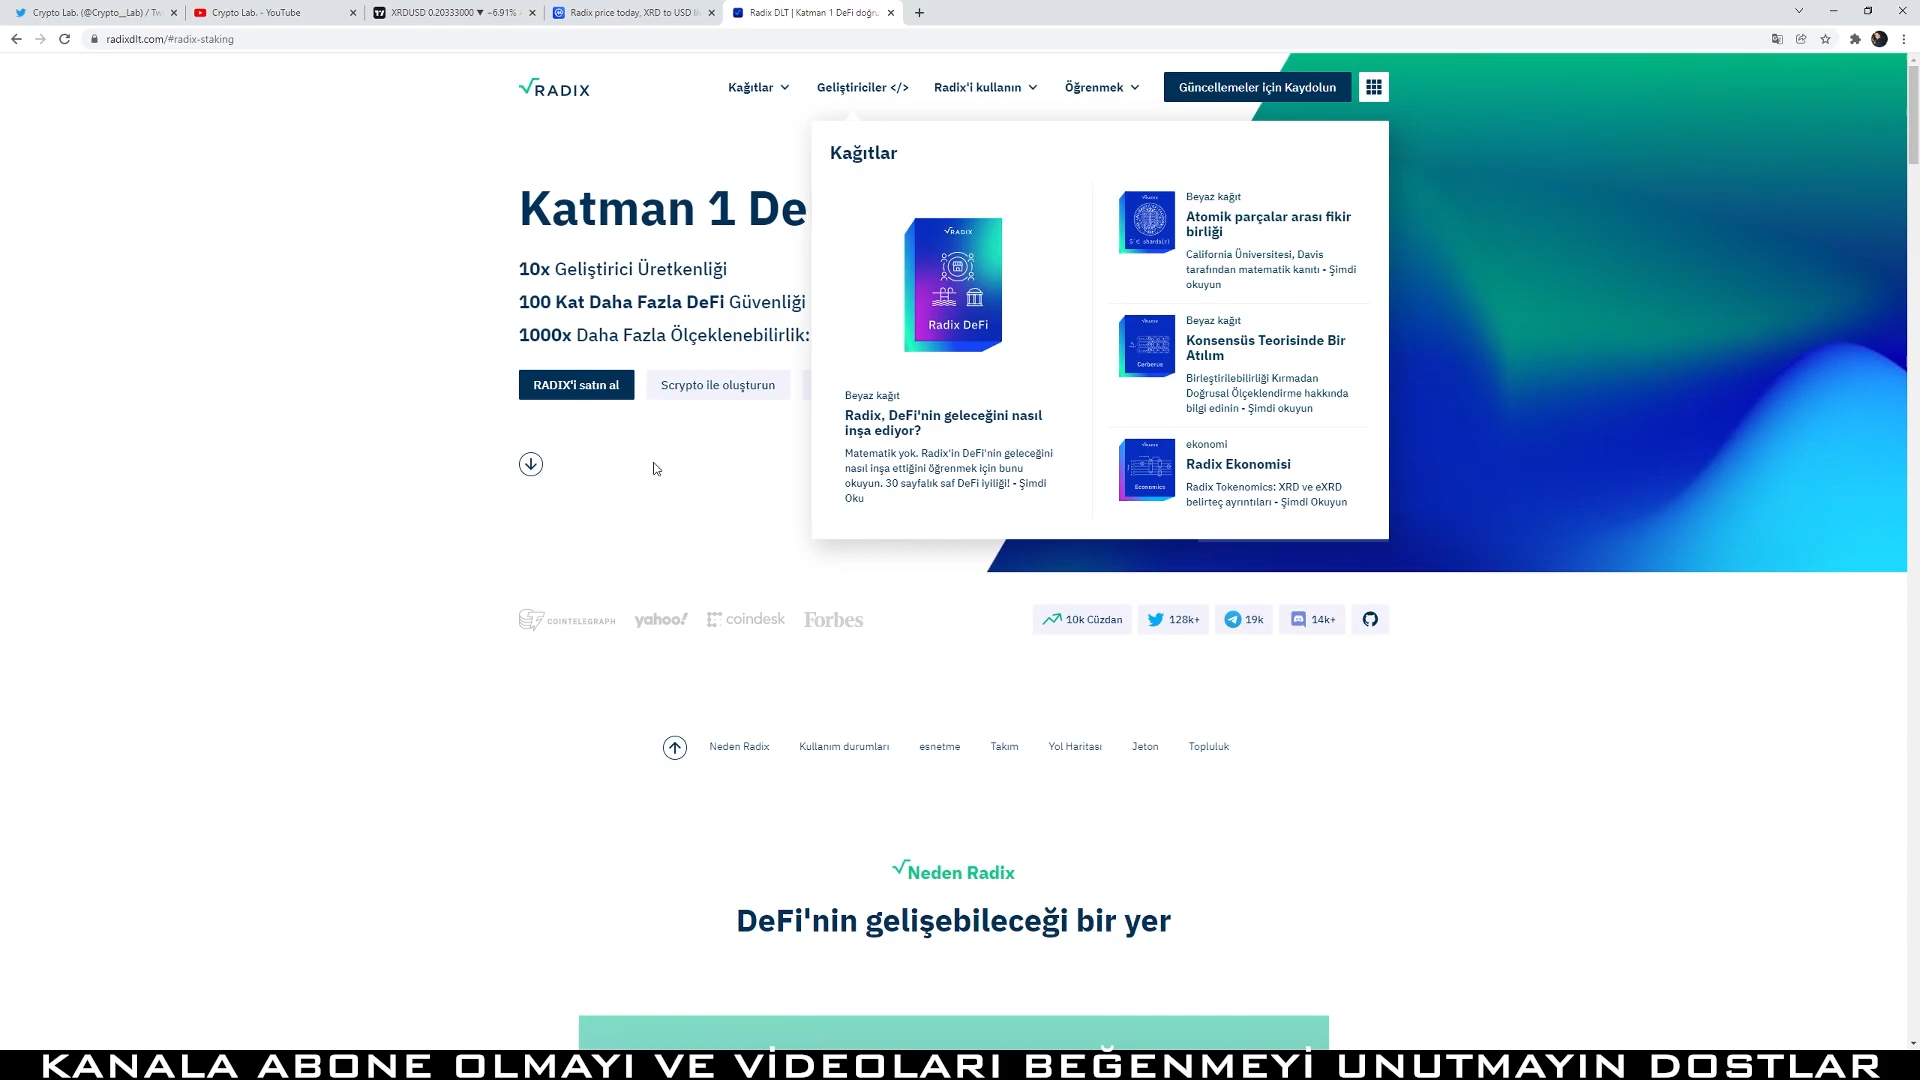 Crypto Lab. (@Crypto__Lab) / Tw
Crypto Lab. - YouTube
XRDUSD 0.20333000 ▼ −6.91%
Radix price today, XRD to USD li
Radix DLT | Katman 1 DeFi doğru
radixdlt.com/#radix-staking
RADIX
Kağıtlar
Geliştiriciler </>
Radix'i kullanın
Öğrenmek
Güncellemeler için Kaydolun
Katman 1 De
10x Geliştirici Üretkenliği
100 Kat Daha Fazla DeFi Güvenliği
1000x Daha Fazla Ölçeklenebilirlik:
RADIX'i satın al
Scrypto ile oluşturun
Kağıtlar
RADIX
Radix DeFi
Beyaz kağıt
Radix, DeFi'nin geleceğini nasıl
inşa ediyor?
Matematik yok. Radix'in DeFi'nin geleceğini
nasıl inşa ettiğini öğrenmek için bunu
okuyun. 30 sayfalık saf DeFi iyiliği! - Şimdi
Oku
Beyaz kağıt
Atomik parçalar arası fikir
birliği
California Üniversitesi, Davis
tarafından matematik kanıtı - Şimdi
okuyun
Cerberus
Beyaz kağıt
Konsensüs Teorisinde Bir
Atılım
Birleştirilebilirliği Kırmadan
Doğrusal Ölçeklendirme hakkında
bilgi edinin - Şimdi okuyun
Economics
ekonomi
Radix Ekonomisi
Radix Tokenomics: XRD ve eXRD
belirteç ayrıntıları - Şimdi Okuyun
COINTELEGRAPH
yahoo!
coindesk
Forbes
10k Cüzdan
128k+
19k
14k+
Neden Radix
Kullanım durumları
esnetme
Takım
Yol Haritası
Jeton
Topluluk
Neden Radix
DeFi'nin gelişebileceği bir yer
KANALA ABONE OLMAYI VE VİDEOLARI BEĞENMEYİ UNUTMAYIN DOSTLAR